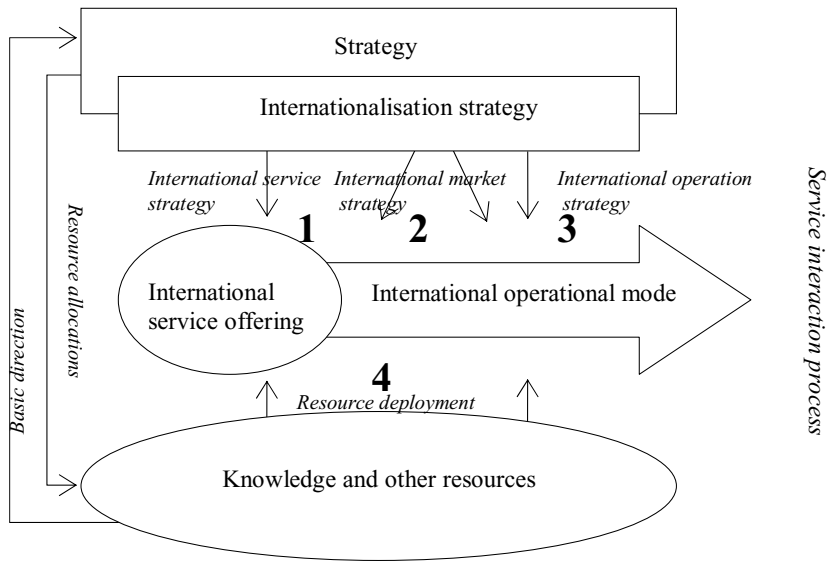 Strategy
Internationalisation strategy
International service
strategy
International market
strategy
International operation
strategy
1
2
3
International
service offering
International operational mode
4
Resource deployment
Knowledge and other resources
Basic direction
Resource allocations
Service interaction process